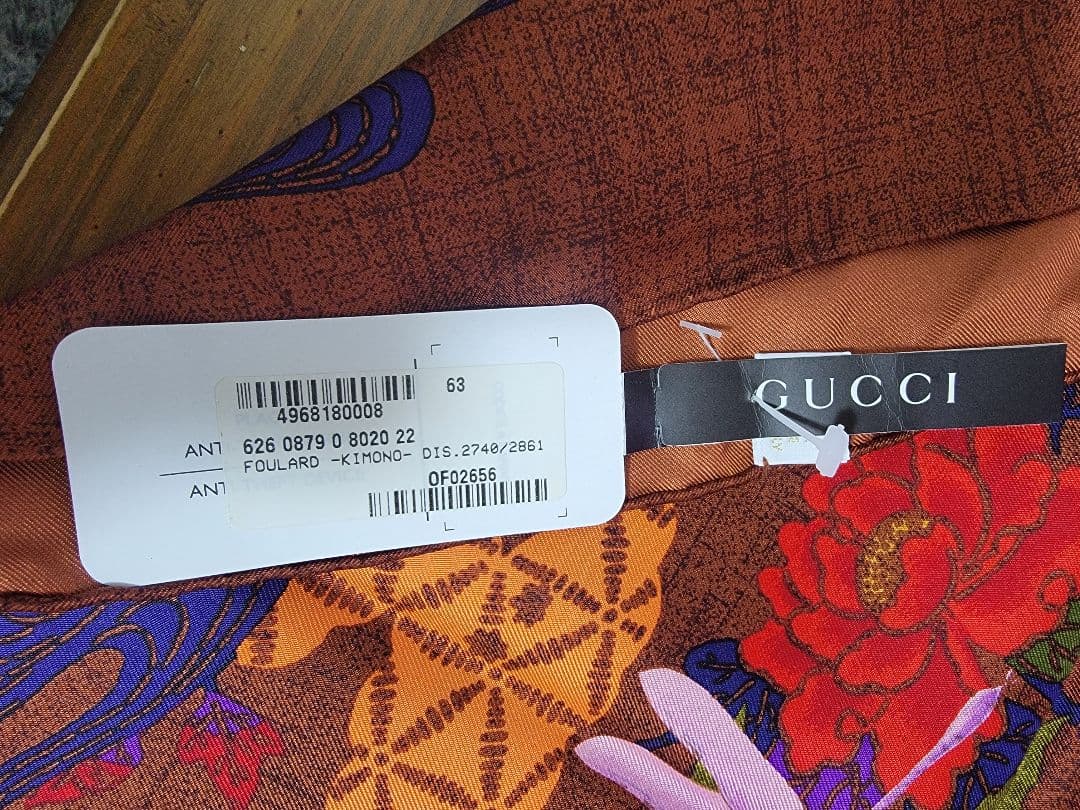 63
4968180008
ANT
626 0879 0 8020 22
FOULARD -KIMONO- DIS.2740/2861
ANT
OF02656
GUCCI